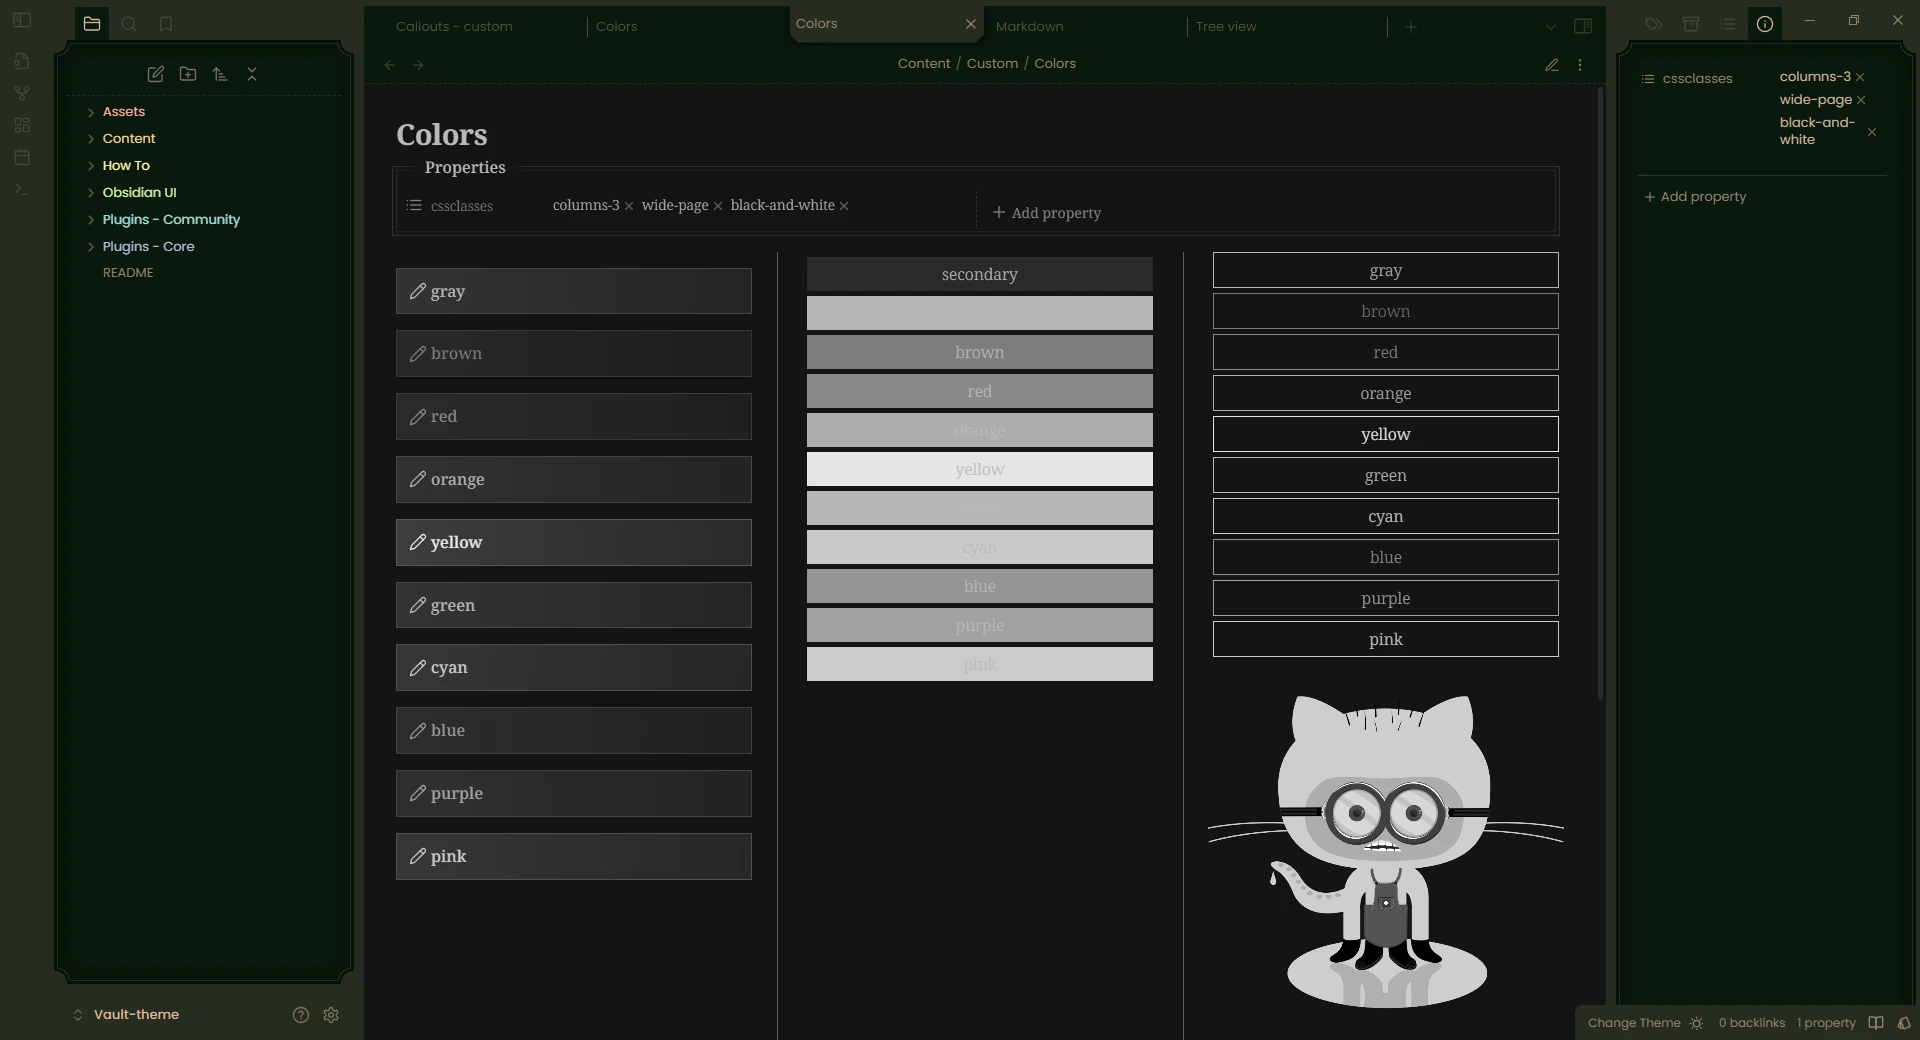 Callouts - custom
Colors
Colors
Markdown
Tree view
Content / Custom / Colors
Assets
Content
How To
Obsidian UI
Plugins - Community
Plugins - Core
README
Vault-theme
Colors
Properties
cssclasses
columns-3
wide-page
black-and-white
Add property
gray
brown
red
orange
yellow
green
cyan
blue
purple
pink
secondary
brown
red
orange
yellow
cyan
blue
purple
pink
gray
brown
red
orange
yellow
green
cyan
blue
purple
pink
cssclasses
columns-3
wide-page
black-and-
white
Add property
Change Theme
0 backlinks
1 property